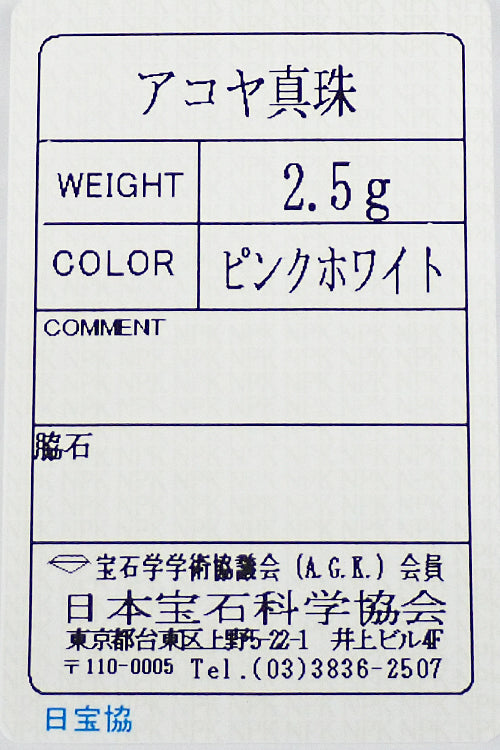 アコヤ真珠
WEIGHT 2.5g
COLOR ピンクホワイト
COMMENT
脇石
宝石学学術協議会 (A.G.K.) 会員
日本宝石科学協会
東京都台東区上野5-22-1 井上ビル4F
〒110-0005 Tel.(03)3836-2507
日宝協